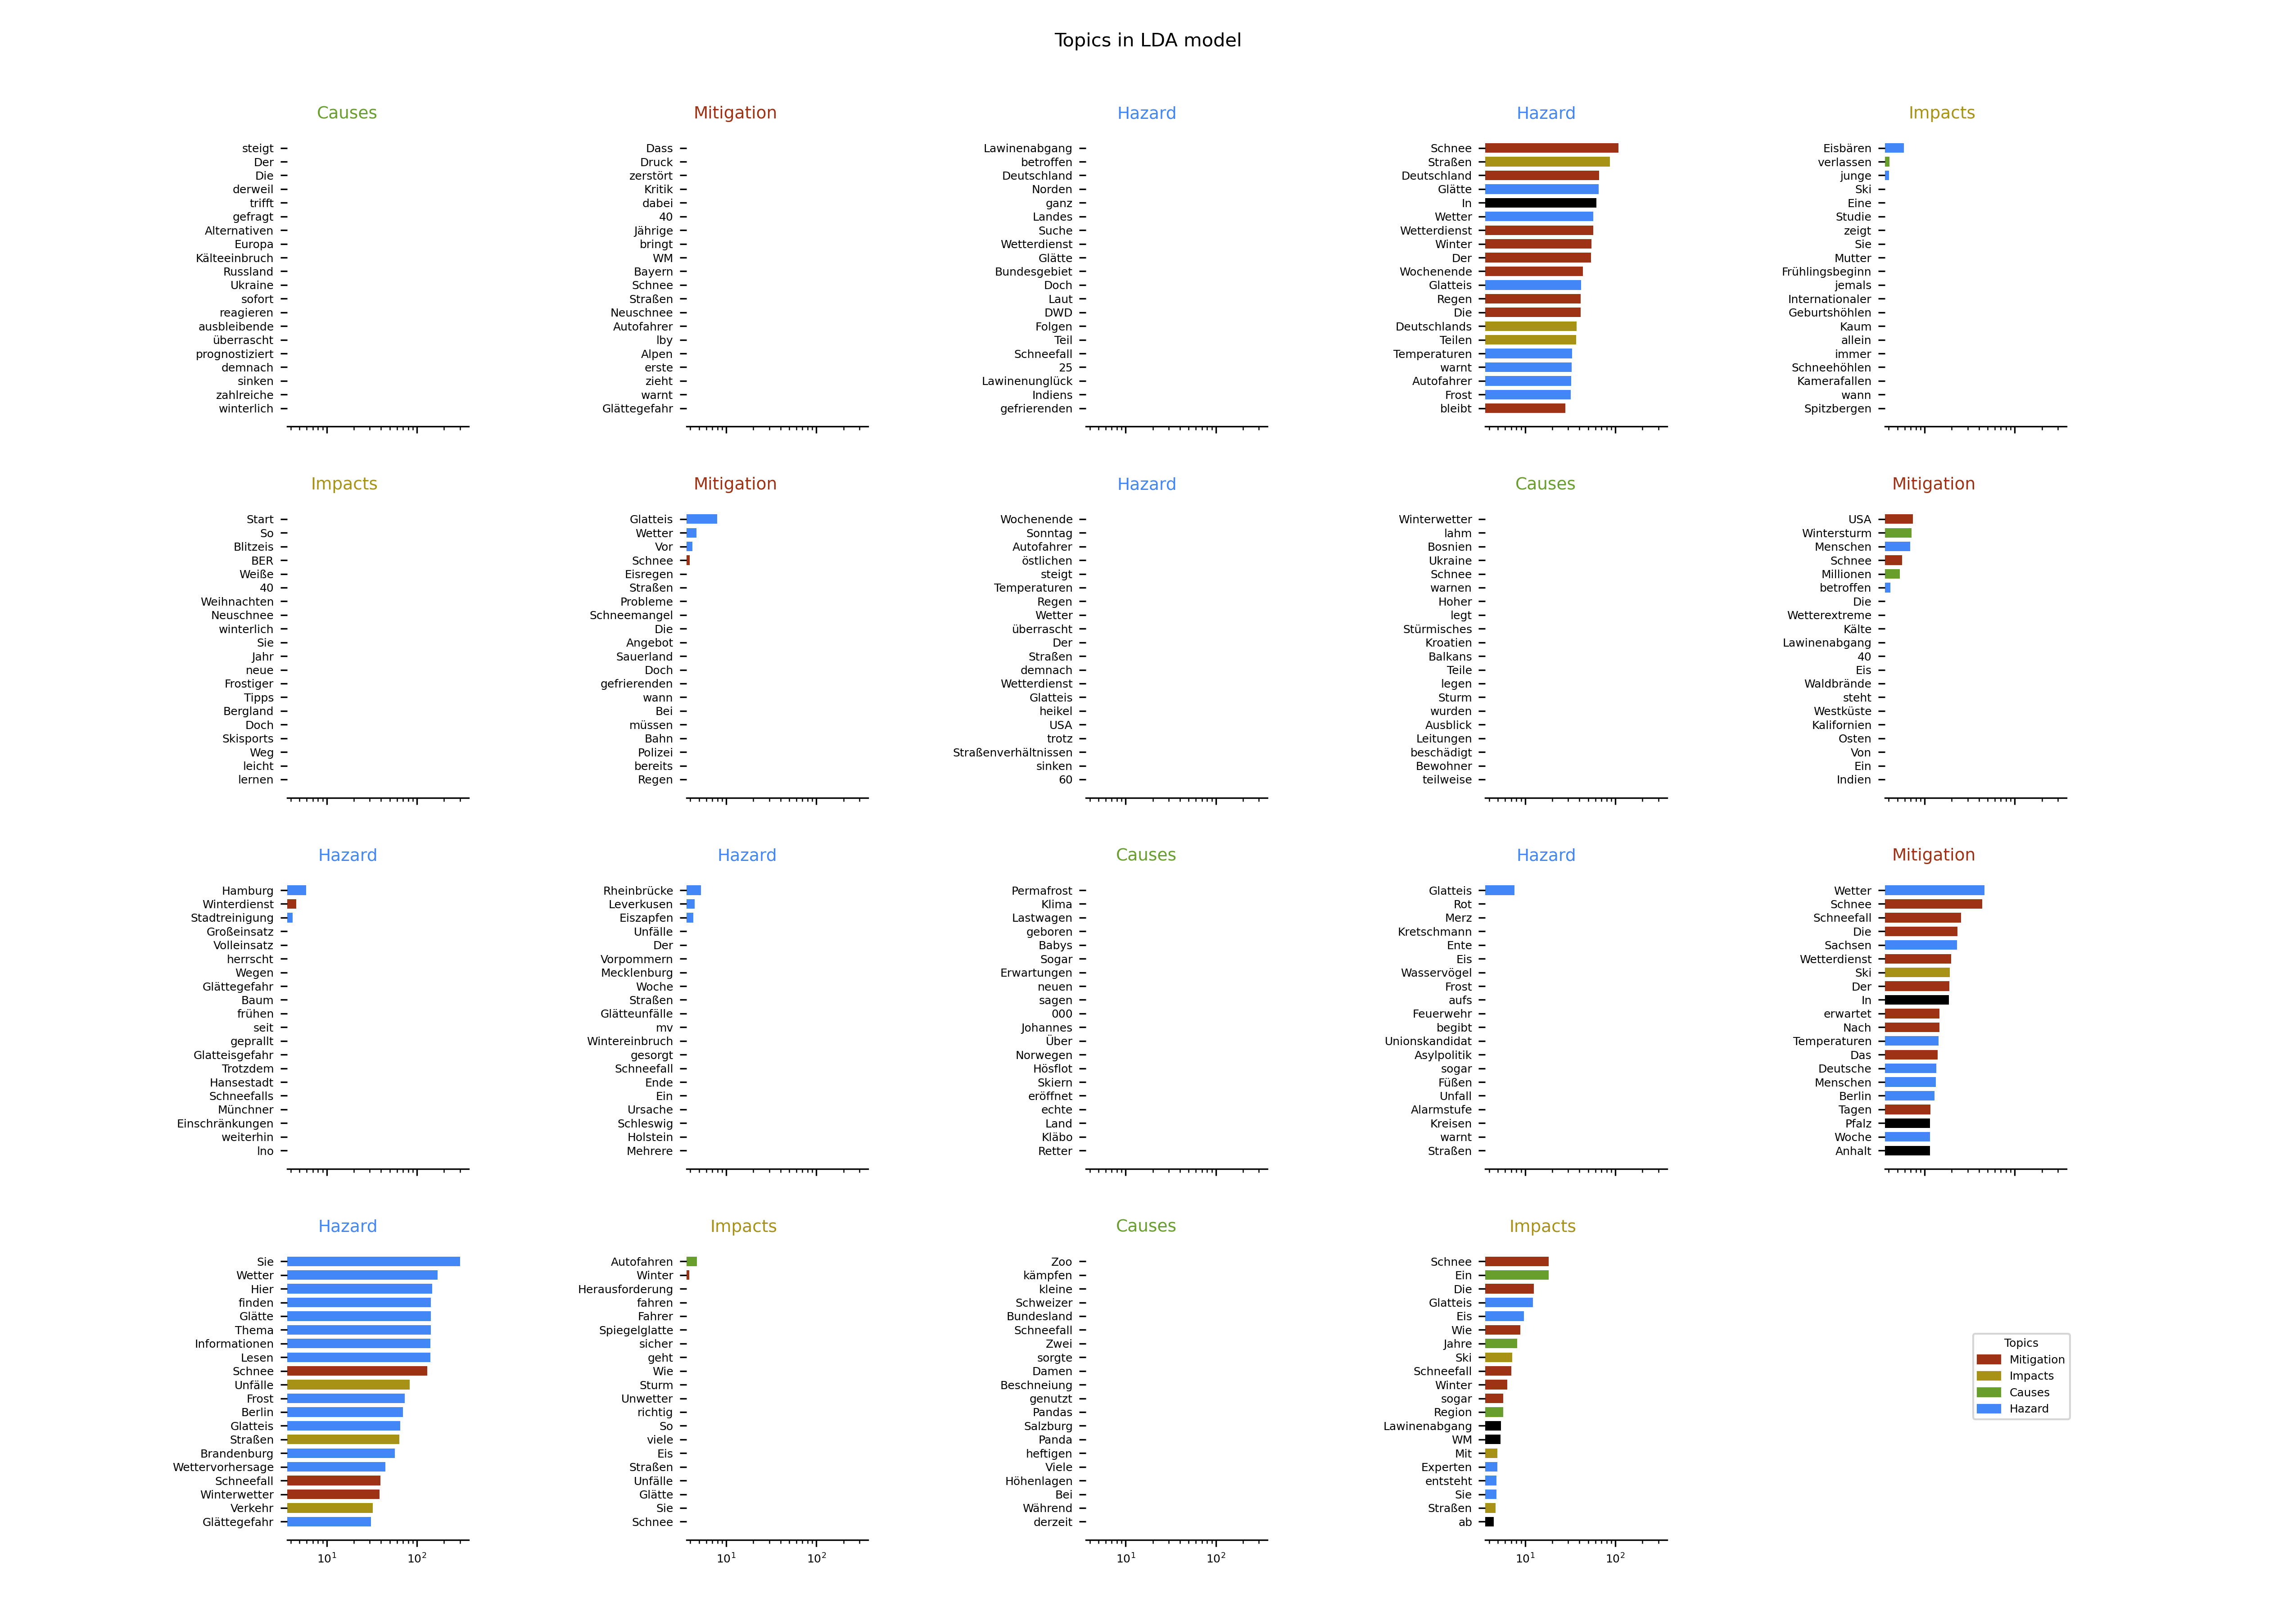 Topics in LDA model
Causes
steigt
Der
Die
derweil
trifft
gefragt
Alternativen
Europa
Kälteeinbruch
Russland
Ukraine
sofort
reagieren
ausbleibende
überrascht
prognostiziert
demnach
sinken
zahlreiche
winterlich
Mitigation
Dass
Druck
zerstört
Kritik
dabei
40
Jährige
bringt
WM
Bayern
Schnee
Straßen
Neuschnee
Autofahrer
lby
Alpen
erste
zieht
warnt
Glättegefahr
Hazard
Lawinenabgang
betroffen
Deutschland
Norden
ganz
Landes
Suche
Wetterdienst
Glätte
Bundesgebiet
Doch
Laut
DWD
Folgen
Teil
Schneefall
25
Lawinenunglück
Indiens
gefrierenden
Hazard
Schnee
Straßen
Deutschland
Glätte
In
Wetter
Wetterdienst
Winter
Der
Wochenende
Glatteis
Regen
Die
Deutschlands
Teilen
Temperaturen
warnt
Autofahrer
Frost
bleibt
Impacts
Eisbären
verlassen
junge
Ski
Eine
Studie
zeigt
Sie
Mutter
Frühlingsbeginn
jemals
Internationaler
Geburtshöhlen
Kaum
allein
immer
Schneehöhlen
Kamerafallen
wann
Spitzbergen
Impacts
Start
So
Blitzeis
BER
Weiße
40
Weihnachten
Neuschnee
winterlich
Sie
Jahr
neue
Frostiger
Tipps
Bergland
Doch
Skisports
Weg
leicht
lernen
Mitigation
Glatteis
Wetter
Vor
Schnee
Eisregen
Straßen
Probleme
Schneemangel
Die
Angebot
Sauerland
Doch
gefrierenden
wann
Bei
müssen
Bahn
Polizei
bereits
Regen
Hazard
Wochenende
Sonntag
Autofahrer
östlichen
steigt
Temperaturen
Regen
Wetter
überrascht
Der
Straßen
demnach
Wetterdienst
Glatteis
heikel
USA
trotz
Straßenverhältnissen
sinken
60
Causes
Winterwetter
lahm
Bosnien
Ukraine
Schnee
warnen
Hoher
legt
Stürmisches
Kroatien
Balkans
Teile
legen
Sturm
wurden
Ausblick
Leitungen
beschädigt
Bewohner
teilweise
Mitigation
USA
Wintersturm
Menschen
Schnee
Millionen
betroffen
Die
Wetterextreme
Kälte
Lawinenabgang
40
Eis
Waldbrände
steht
Westküste
Kalifornien
Osten
Von
Ein
Indien
Hazard
Hamburg
Winterdienst
Stadtreinigung
Großeinsatz
Volleinsatz
herrscht
Wegen
Glättegefahr
Baum
frühen
seit
geprallt
Glatteisgefahr
Trotzdem
Hansestadt
Schneefalls
Münchner
Einschränkungen
weiterhin
lno
Hazard
Rheinbrücke
Leverkusen
Eiszapfen
Unfälle
Der
Vorpommern
Mecklenburg
Woche
Straßen
Glätteunfälle
mv
Wintereinbruch
gesorgt
Schneefall
Ende
Ein
Ursache
Schleswig
Holstein
Mehrere
Causes
Permafrost
Klima
Lastwagen
geboren
Babys
Sogar
Erwartungen
neuen
sagen
000
Johannes
Über
Norwegen
Hösflot
Skiern
eröffnet
echte
Land
Kläbo
Retter
Hazard
Glatteis
Rot
Merz
Kretschmann
Ente
Eis
Wasservögel
Frost
aufs
Feuerwehr
begibt
Unionskandidat
Asylpolitik
sogar
Füßen
Unfall
Alarmstufe
Kreisen
warnt
Straßen
Mitigation
Wetter
Schnee
Schneefall
Die
Sachsen
Wetterdienst
Ski
Der
In
erwartet
Nach
Temperaturen
Das
Deutsche
Menschen
Berlin
Tagen
Pfalz
Woche
Anhalt
Hazard
Sie
Wetter
Hier
finden
Glätte
Thema
Informationen
Lesen
Schnee
Unfälle
Frost
Berlin
Glatteis
Straßen
Brandenburg
Wettervorhersage
Schneefall
Winterwetter
Verkehr
Glättegefahr
10¹ 10²
Impacts
Autofahren
Winter
Herausforderung
fahren
Fahrer
Spiegelglatte
sicher
geht
Wie
Sturm
Unwetter
richtig
So
viele
Eis
Straßen
Unfälle
Glätte
Sie
Schnee
10¹ 10²
Causes
Zoo
kämpfen
kleine
Schweizer
Bundesland
Schneefall
Zwei
sorgte
Damen
Beschneiung
genutzt
Pandas
Salzburg
Panda
heftigen
Viele
Höhenlagen
Bei
Während
derzeit
10¹ 10²
Impacts
Schnee
Ein
Die
Glatteis
Eis
Wie
Jahre
Ski
Schneefall
Winter
sogar
Region
Lawinenabgang
WM
Mit
Experten
entsteht
Sie
Straßen
ab
10¹ 10²
Topics
Mitigation
Impacts
Causes
Hazard